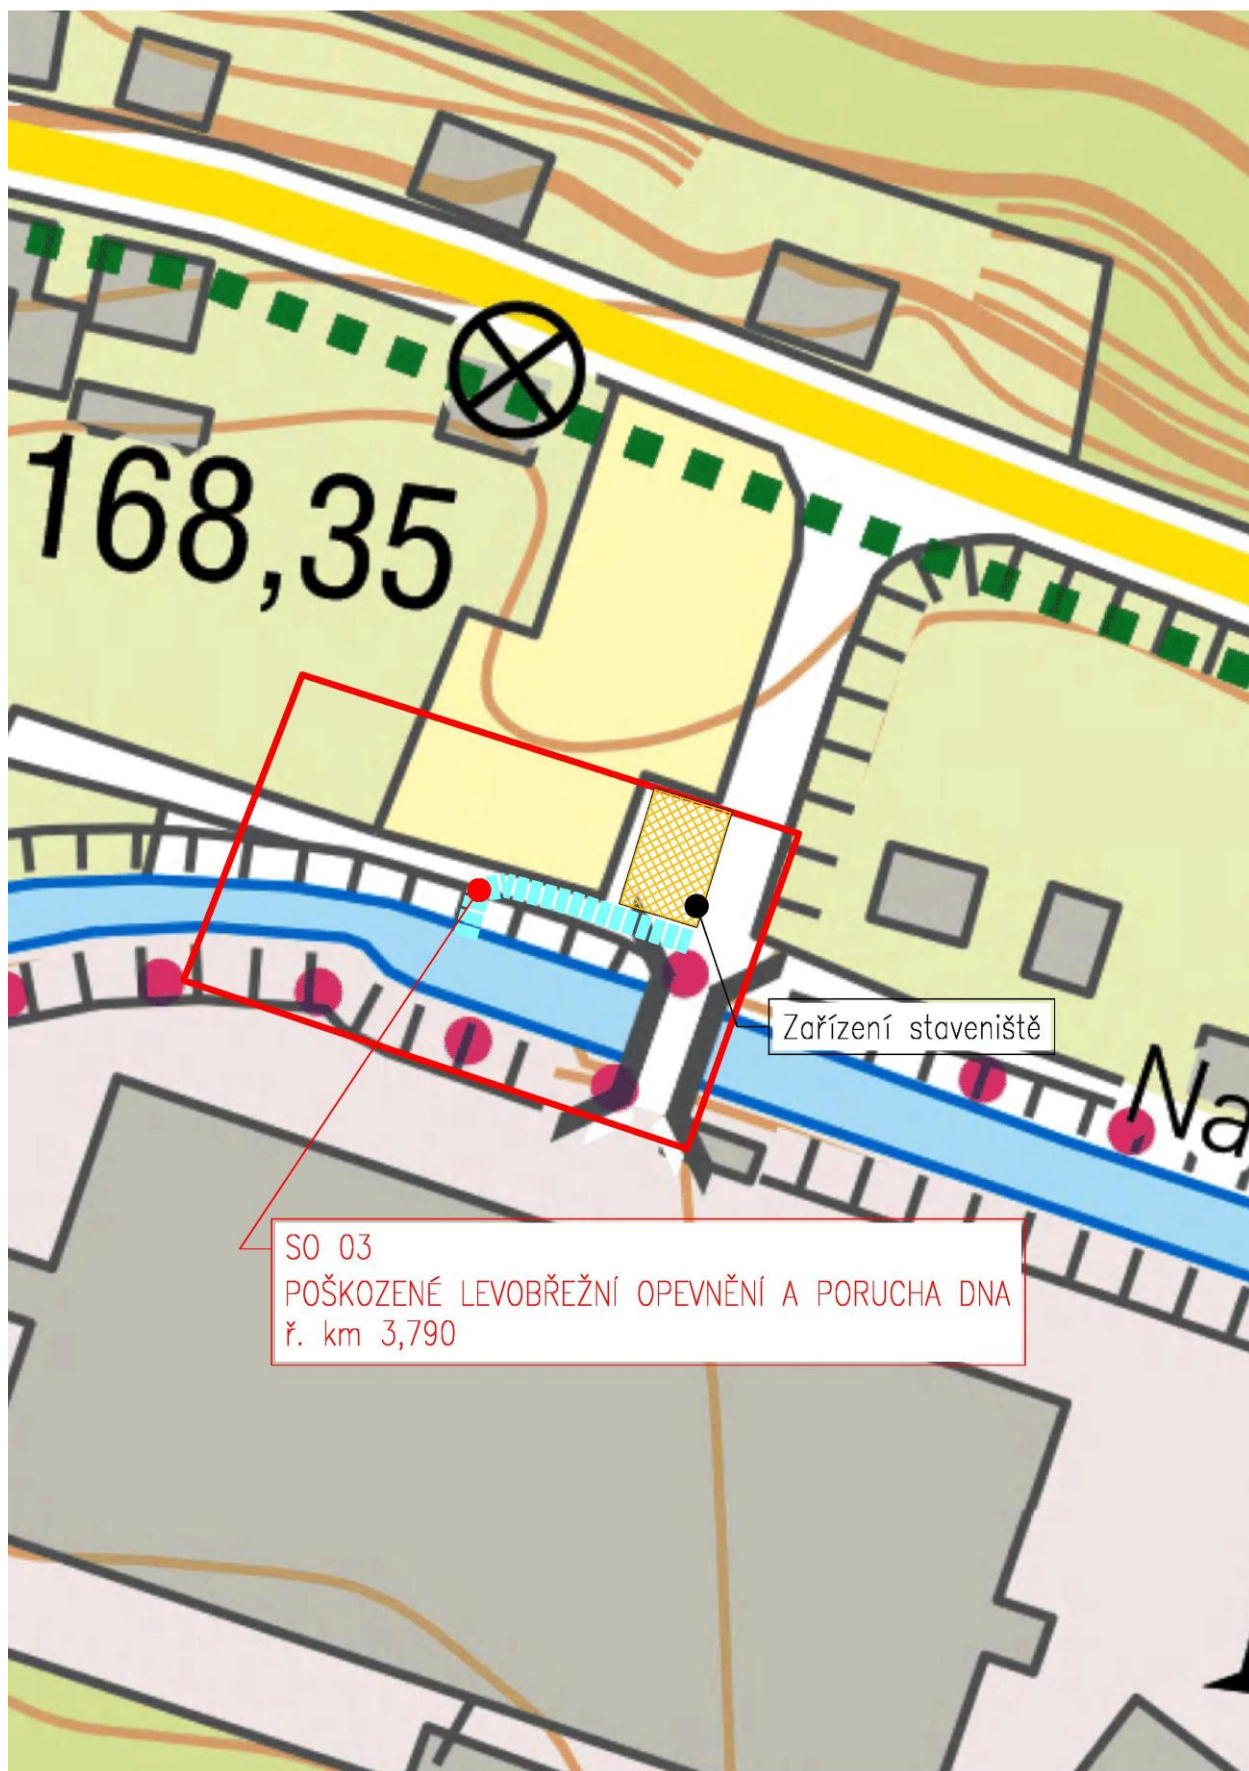 168,35
Zařízení staveniště
Na
SO 03
POŠKOZENÉ LEVOBŘEŽNÍ OPEVNĚNÍ A PORUCHA DNA
ř. km 3,790